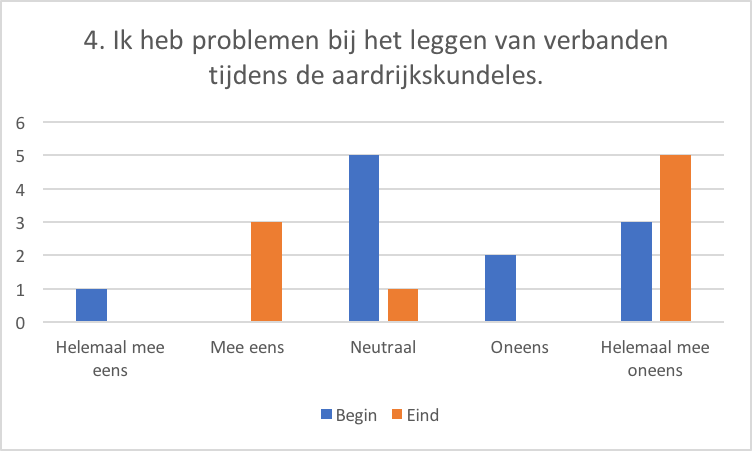 4. Ik heb problemen bij het leggen van verbanden
tijdens de aardrijkskundeles.
6
5
4
3
2
1
0
Helemaal mee
eens
Mee eens
Neutraal
Oneens
Helemaal mee
oneens
Begin
Eind